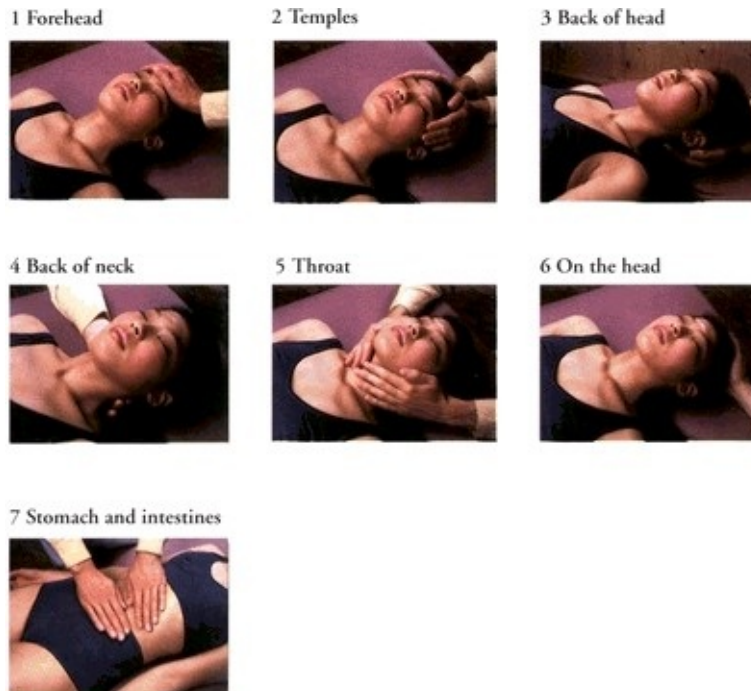 1 Forehead
2 Temples
3 Back of head
4 Back of neck
5 Throat
6 On the head
7 Stomach and intestines